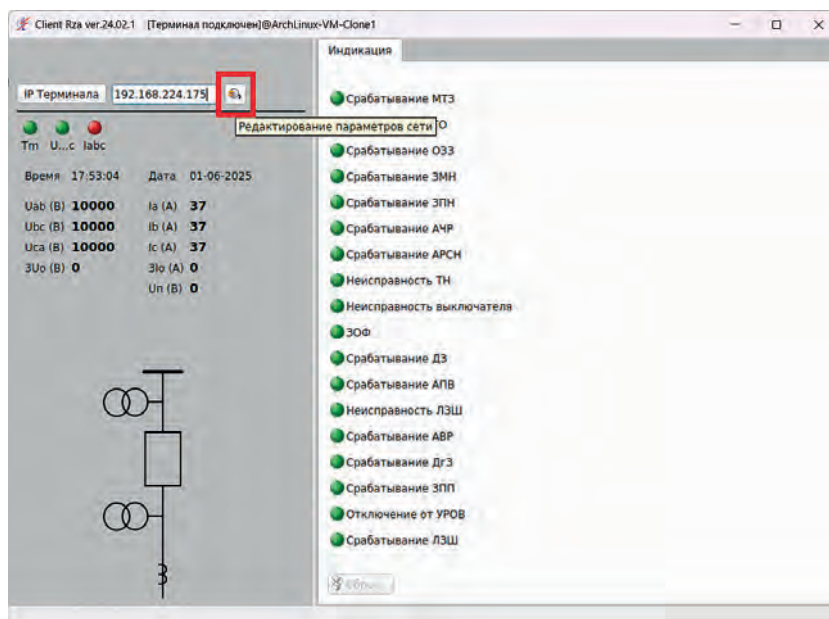 Client Rza ver.24.02.1 [Терминал подключен]@ArchLinux-VM-Clone1
IP Терминала 192.168.224.175
Редактирование параметров сети
Tm U...c Iabc
Время 17:53:04 Дата 01-06-2025
Uab (В) 10000 Ia (А) 37
Ubc (В) 10000 Ib (А) 37
Uca (В) 10000 Ic (А) 37
3Uo (В) 0 3Io (А) 0
Un (В) 0
Индикация
Срабатывание МТЗ
Срабатывание ОЗЗ
Срабатывание ЗМН
Срабатывание ЗПН
Срабатывание АЧР
Срабатывание АРСН
Неисправность ТН
Неисправность выключателя
ЗОФ
Срабатывание ДЗ
Срабатывание АПВ
Неисправность ЛЗШ
Срабатывание АВР
Срабатывание ДгЗ
Срабатывание ЗПП
Отключение от УРОВ
Срабатывание ЛЗШ